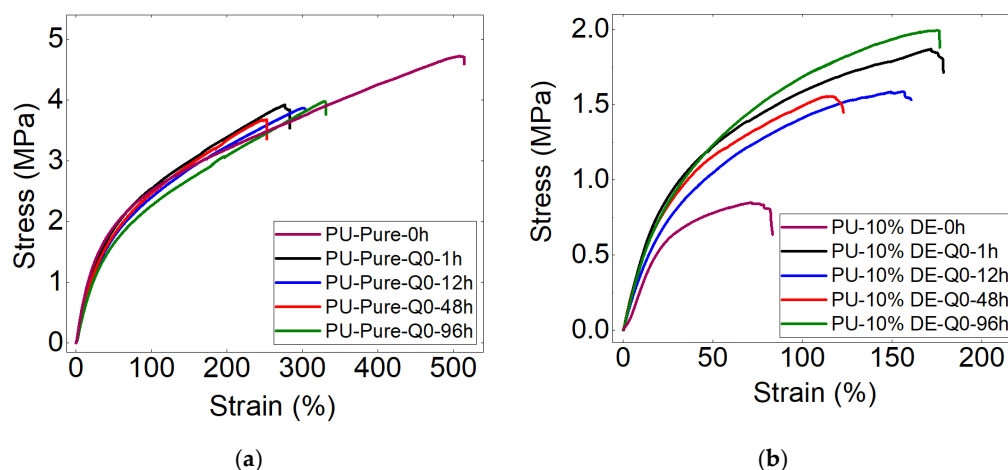 5
4
3
2
1
0
Stress (MPa)
0 100 200 300 400 500
Strain (%)
PU-Pure-0h
PU-Pure-Q0-1h
PU-Pure-Q0-12h
PU-Pure-Q0-48h
PU-Pure-Q0-96h
(a)
2.0
1.5
1.0
0.5
0.0
Stress (MPa)
0 50 100 150 200
Strain (%)
PU-10% DE-0h
PU-10% DE-Q0-1h
PU-10% DE-Q0-12h
PU-10% DE-Q0-48h
PU-10% DE-Q0-96h
(b)